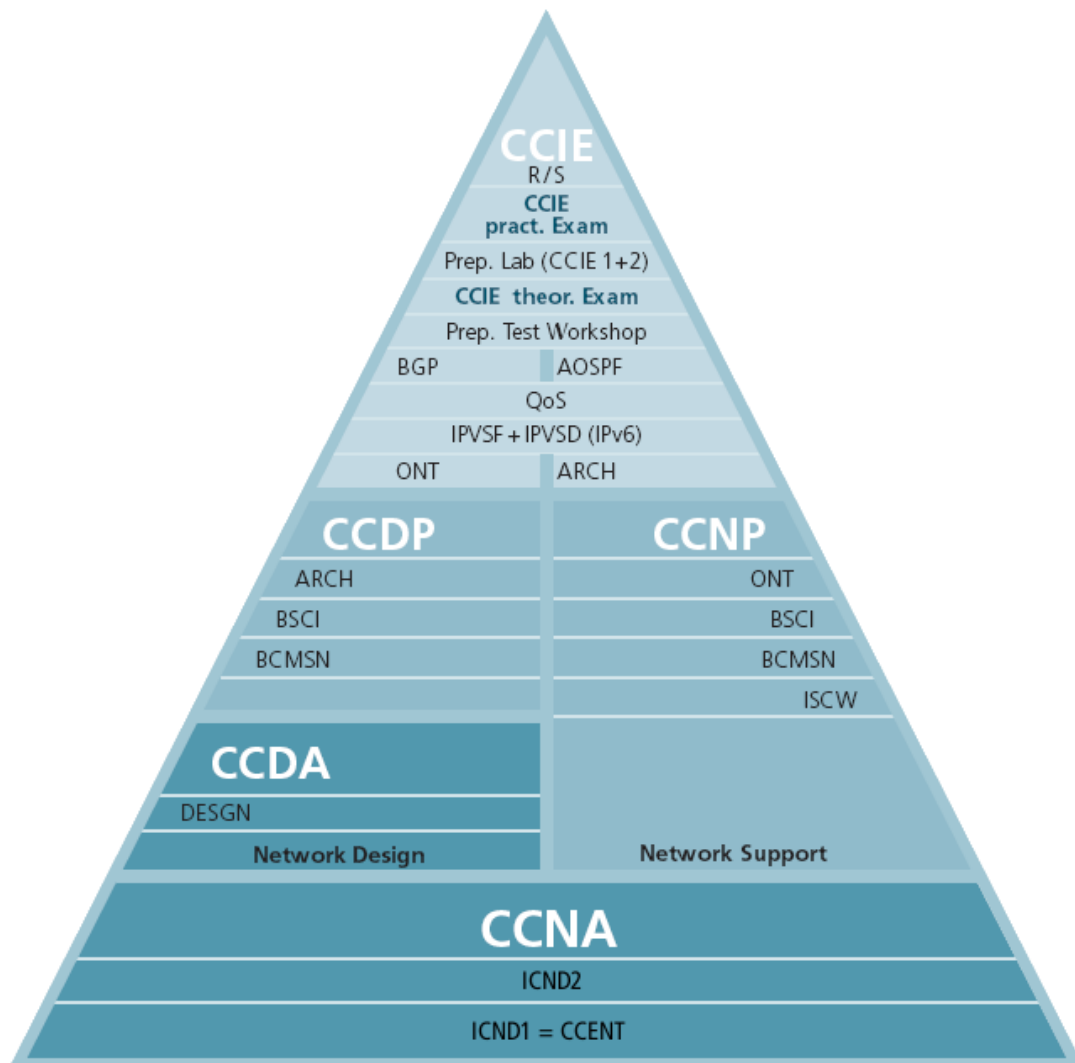 CCIE
R/S
CCIE
pract. Exam
Prep. Lab (CCIE 1+2)
CCIE theor. Exam
Prep. Test Workshop
BGP
AOSPF
QoS
IPVSF + IPVSD (IPv6)
ONT
ARCH
CCDP
ARCH
BSCI
BCMSN
CCDA
DESGN
Network Design
CCNP
ONT
BSCI
BCMSN
ISCW
Network Support
CCNA
ICND2
ICND1 = CCENT